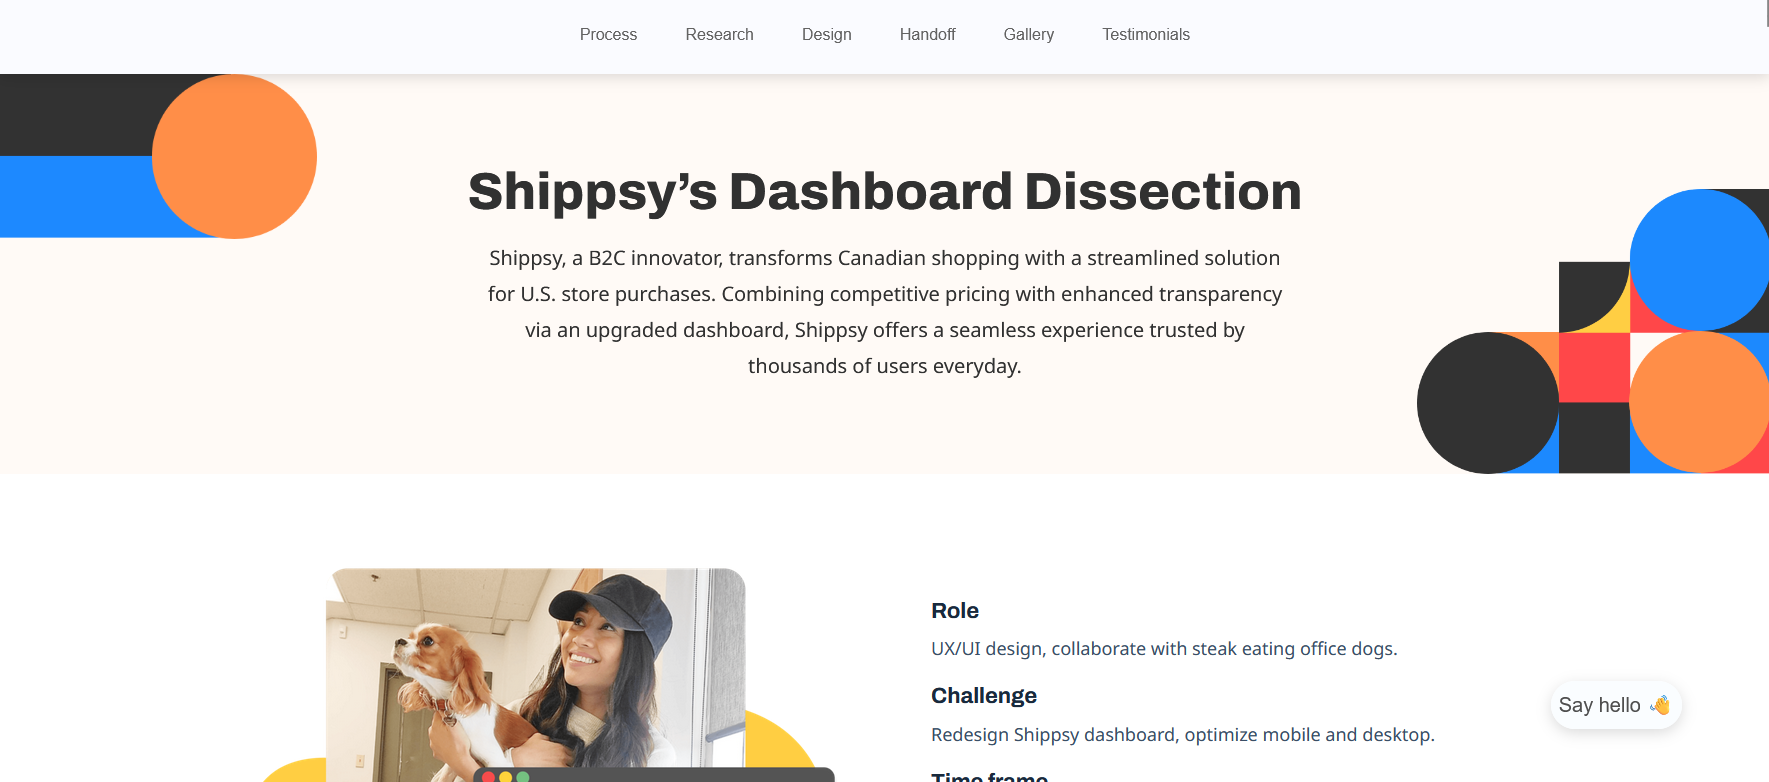 Process Research Design Handoff Gallery Testimonials
Shippsy’s Dashboard Dissection
Shippsy, a B2C innovator, transforms Canadian shopping with a streamlined solution
for U.S. store purchases. Combining competitive pricing with enhanced transparency
via an upgraded dashboard, Shippsy offers a seamless experience trusted by
thousands of users everyday.
Role
UX/UI design, collaborate with steak eating office dogs.
Challenge
Redesign Shippsy dashboard, optimize mobile and desktop.
Say hello 👋
Time frame